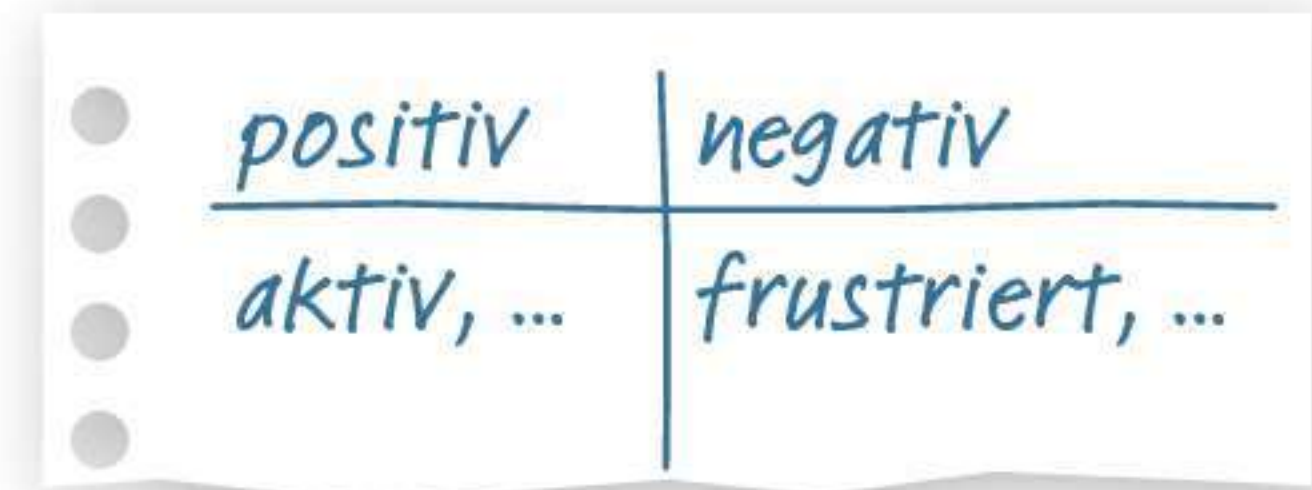 positiv negativ
aktiv, ... frustriert, ...